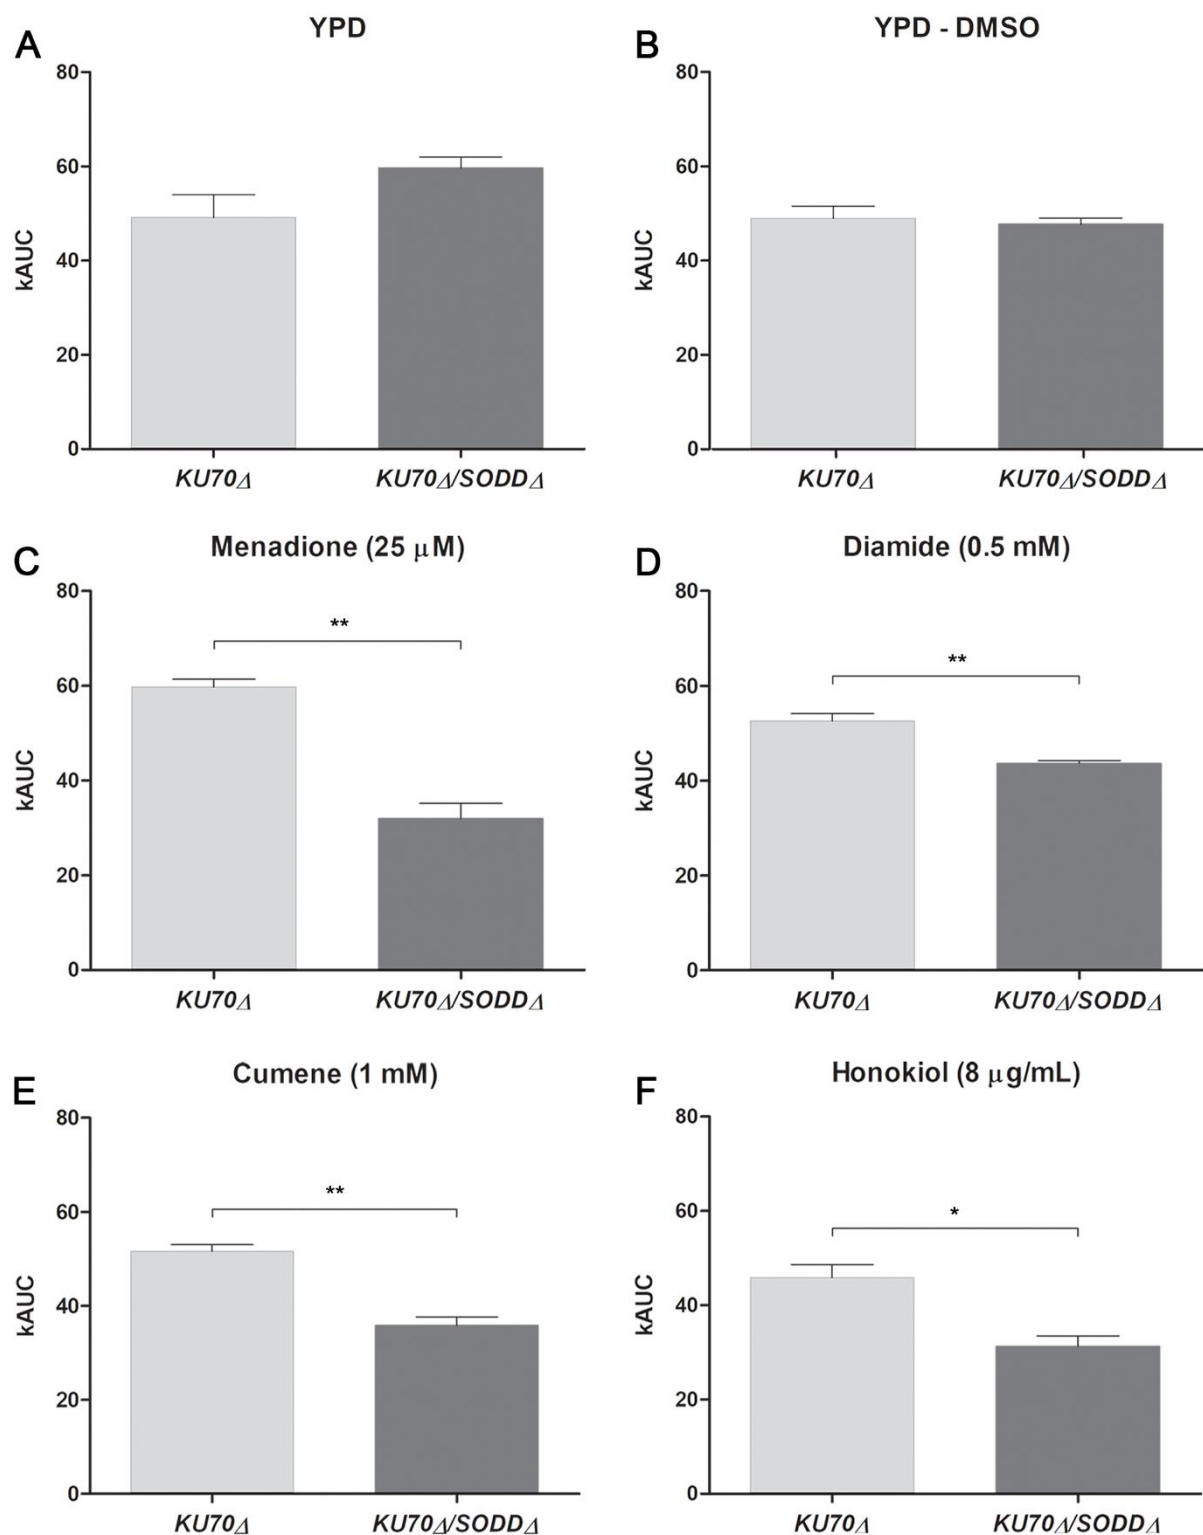 A
YPD
80
60
40
20
0
kAUC
KU70Δ
KU70Δ/SODDΔ
B
YPD - DMSO
80
60
40
20
0
kAUC
KU70Δ
KU70Δ/SODDΔ
C
Menadione (25 μM)
80
60
40
20
0
kAUC
**
KU70Δ
KU70Δ/SODDΔ
D
Diamide (0.5 mM)
80
60
40
20
0
kAUC
**
KU70Δ
KU70Δ/SODDΔ
E
Cumene (1 mM)
80
60
40
20
0
kAUC
**
KU70Δ
KU70Δ/SODDΔ
F
Honokiol (8 μg/mL)
80
60
40
20
0
kAUC
*
KU70Δ
KU70Δ/SODDΔ